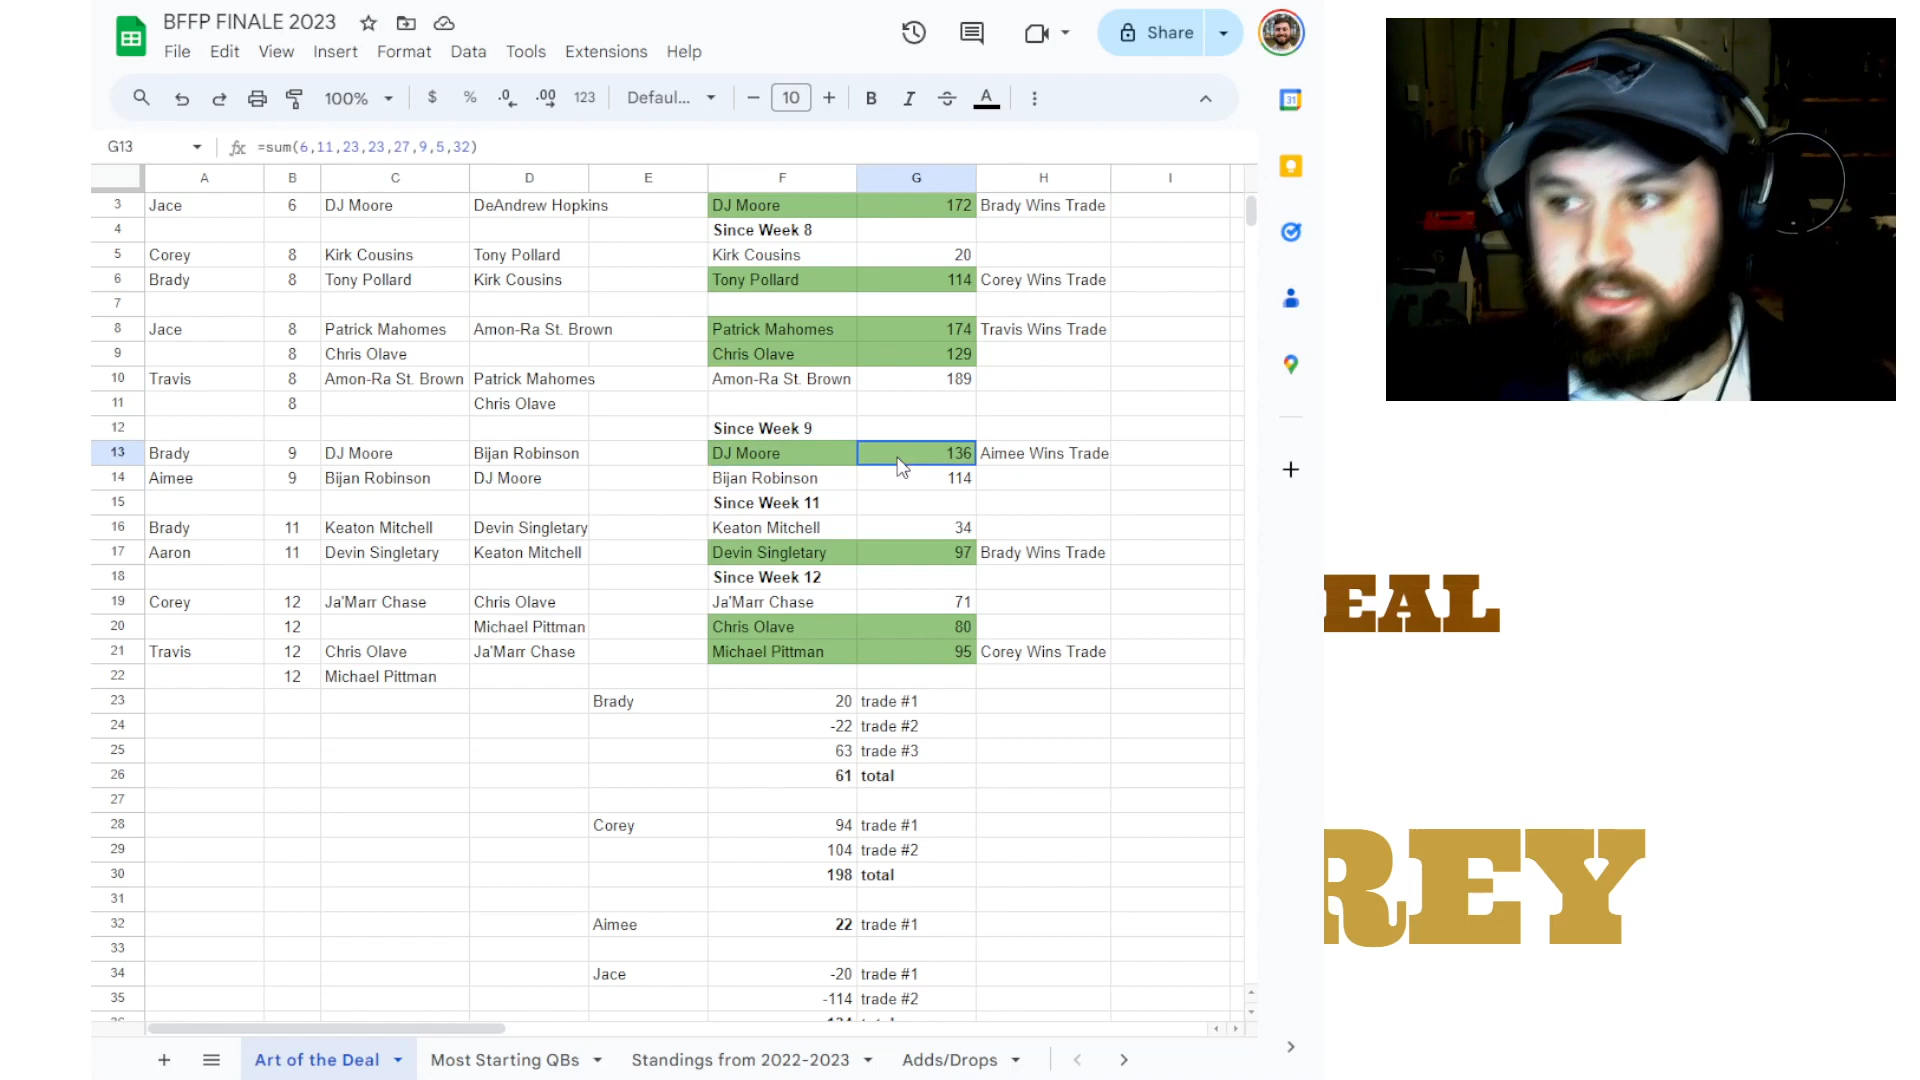 BFFP FINALE 2023
File Edit View Insert Format Data Tools Extensions Help
Share
100% $ % .0 .00 123 Defaul... 10 B I A
31
G13 fx =sum(6,11,23,23,27,9,5,32)
A B C D E F G H I
3 Jace 6 DJ Moore DeAndrew Hopkins DJ Moore 172 Brady Wins Trade
4 Since Week 8
5 Corey 8 Kirk Cousins Tony Pollard Kirk Cousins 20
6 Brady 8 Tony Pollard Kirk Cousins Tony Pollard 114 Corey Wins Trade
7
8 Jace 8 Patrick Mahomes Amon-Ra St. Brown Patrick Mahomes 174 Travis Wins Trade
9 8 Chris Olave Chris Olave 129
10 Travis 8 Amon-Ra St. Brown Patrick Mahomes Amon-Ra St. Brown 189
11 8 Chris Olave
12 Since Week 9
13 Brady 9 DJ Moore Bijan Robinson DJ Moore 136 Aimee Wins Trade
14 Aimee 9 Bijan Robinson DJ Moore Bijan Robinson 114
15 Since Week 11
16 Brady 11 Keaton Mitchell Devin Singletary Keaton Mitchell 34
17 Aaron 11 Devin Singletary Keaton Mitchell Devin Singletary 97 Brady Wins Trade
18 Since Week 12
19 Corey 12 Ja'Marr Chase Chris Olave Ja'Marr Chase 71
20 12 Michael Pittman Chris Olave 80
21 Travis 12 Chris Olave Ja'Marr Chase Michael Pittman 95 Corey Wins Trade
22 12 Michael Pittman
23 Brady 20 trade #1
24 -22 trade #2
25 63 trade #3
26 61 total
27
28 Corey 94 trade #1
29 104 trade #2
30 198 total
31
32 Aimee 22 trade #1
33
34 Jace -20 trade #1
35 -114 trade #2
EAL
REY
Art of the Deal Most Starting QBs Standings from 2022-2023 Adds/Drops